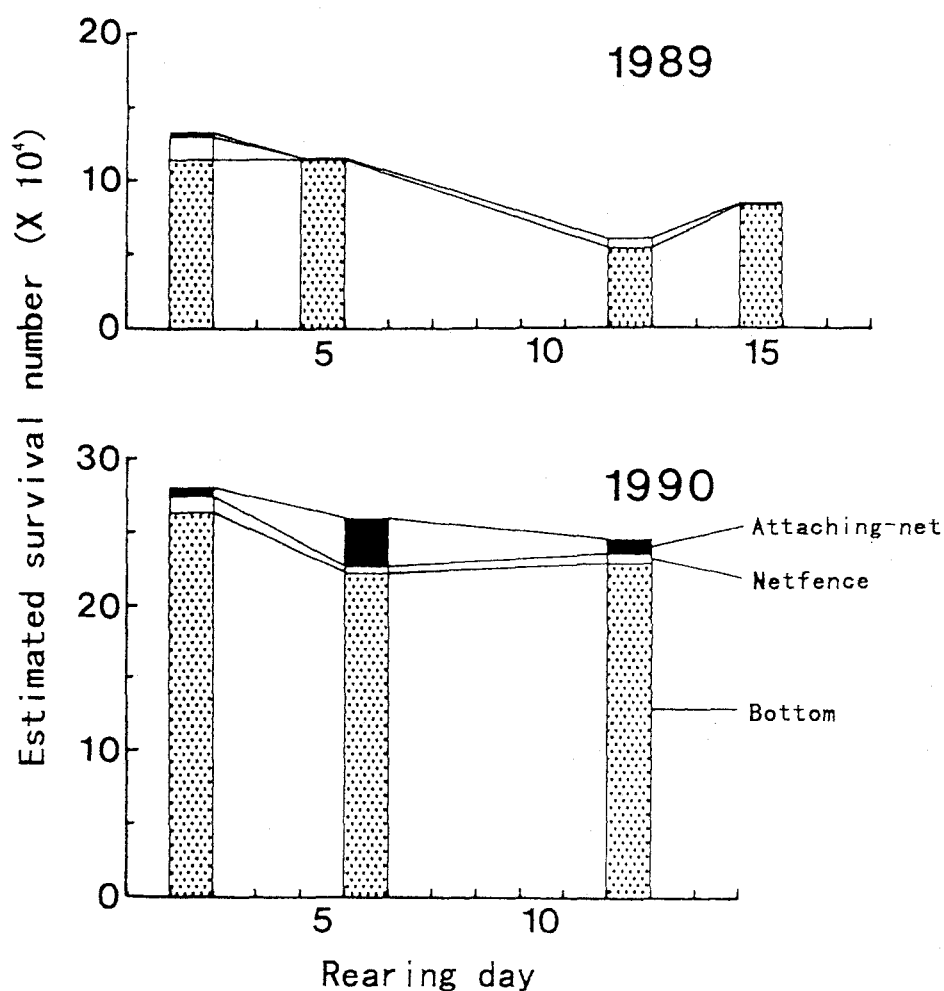 Estimated survival number (X 10⁴)
20
1989
10
0
5
10
15
30
1990
Attaching-net
Netfence
20
Bottom
10
0
5
10
Rearing day